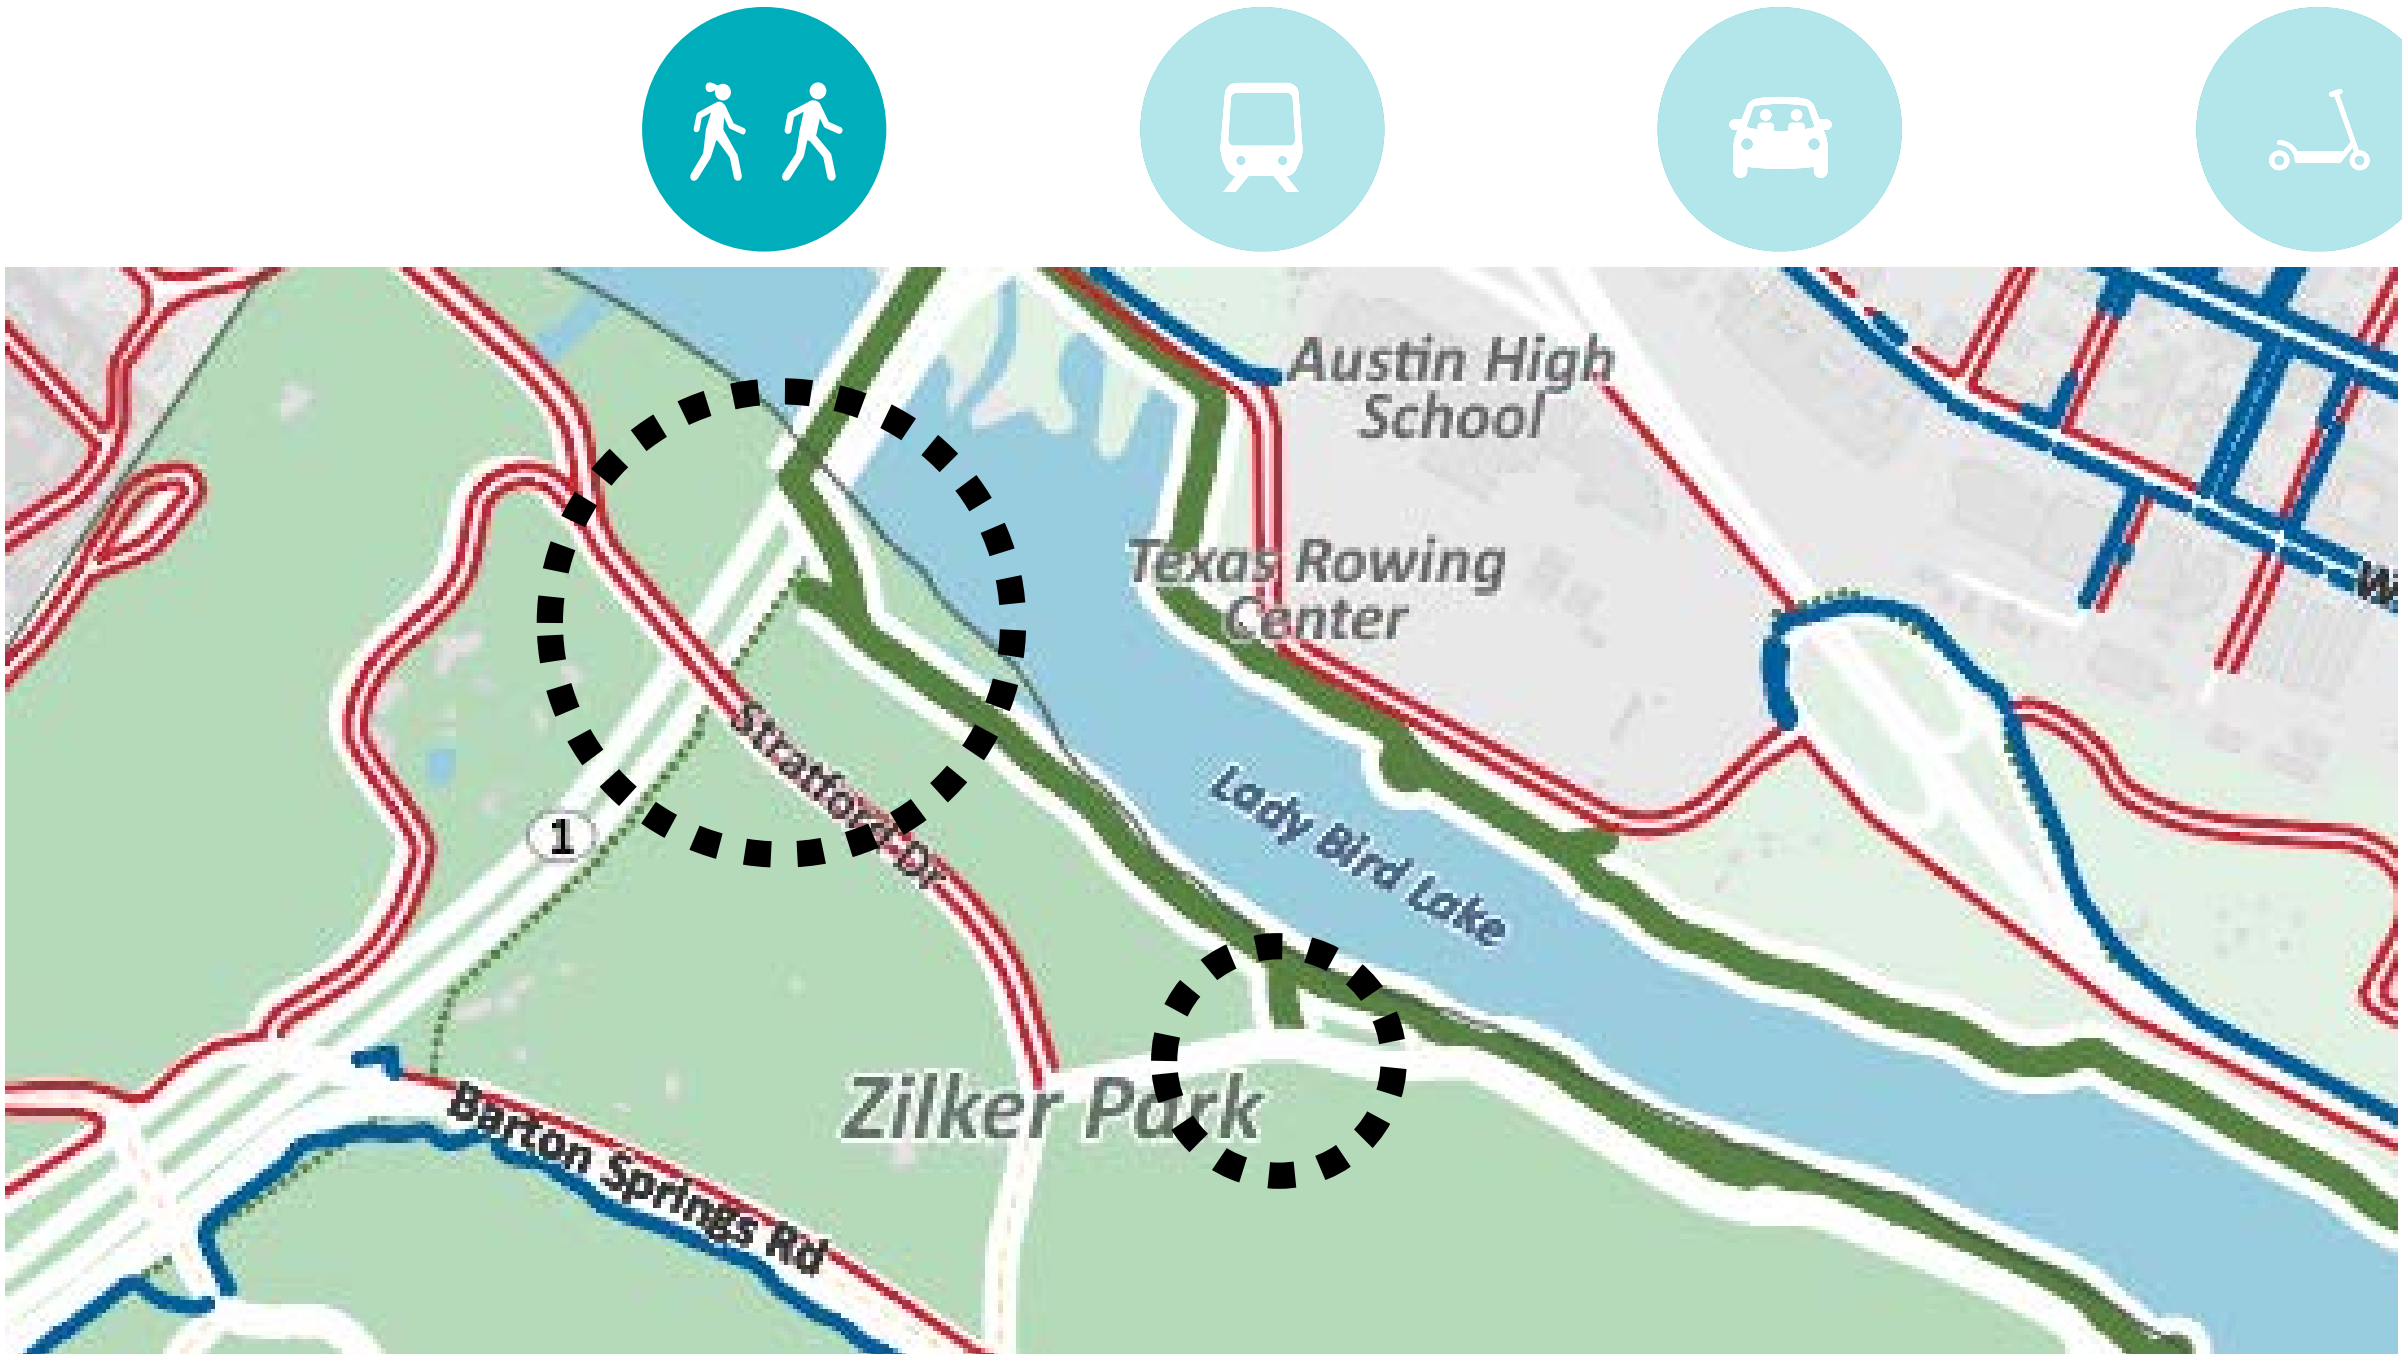 Austin High
School
Texas Rowing
Center
W
Stratford Dr
Lady Bird Lake
1
Zilker Park
Barton Springs Rd